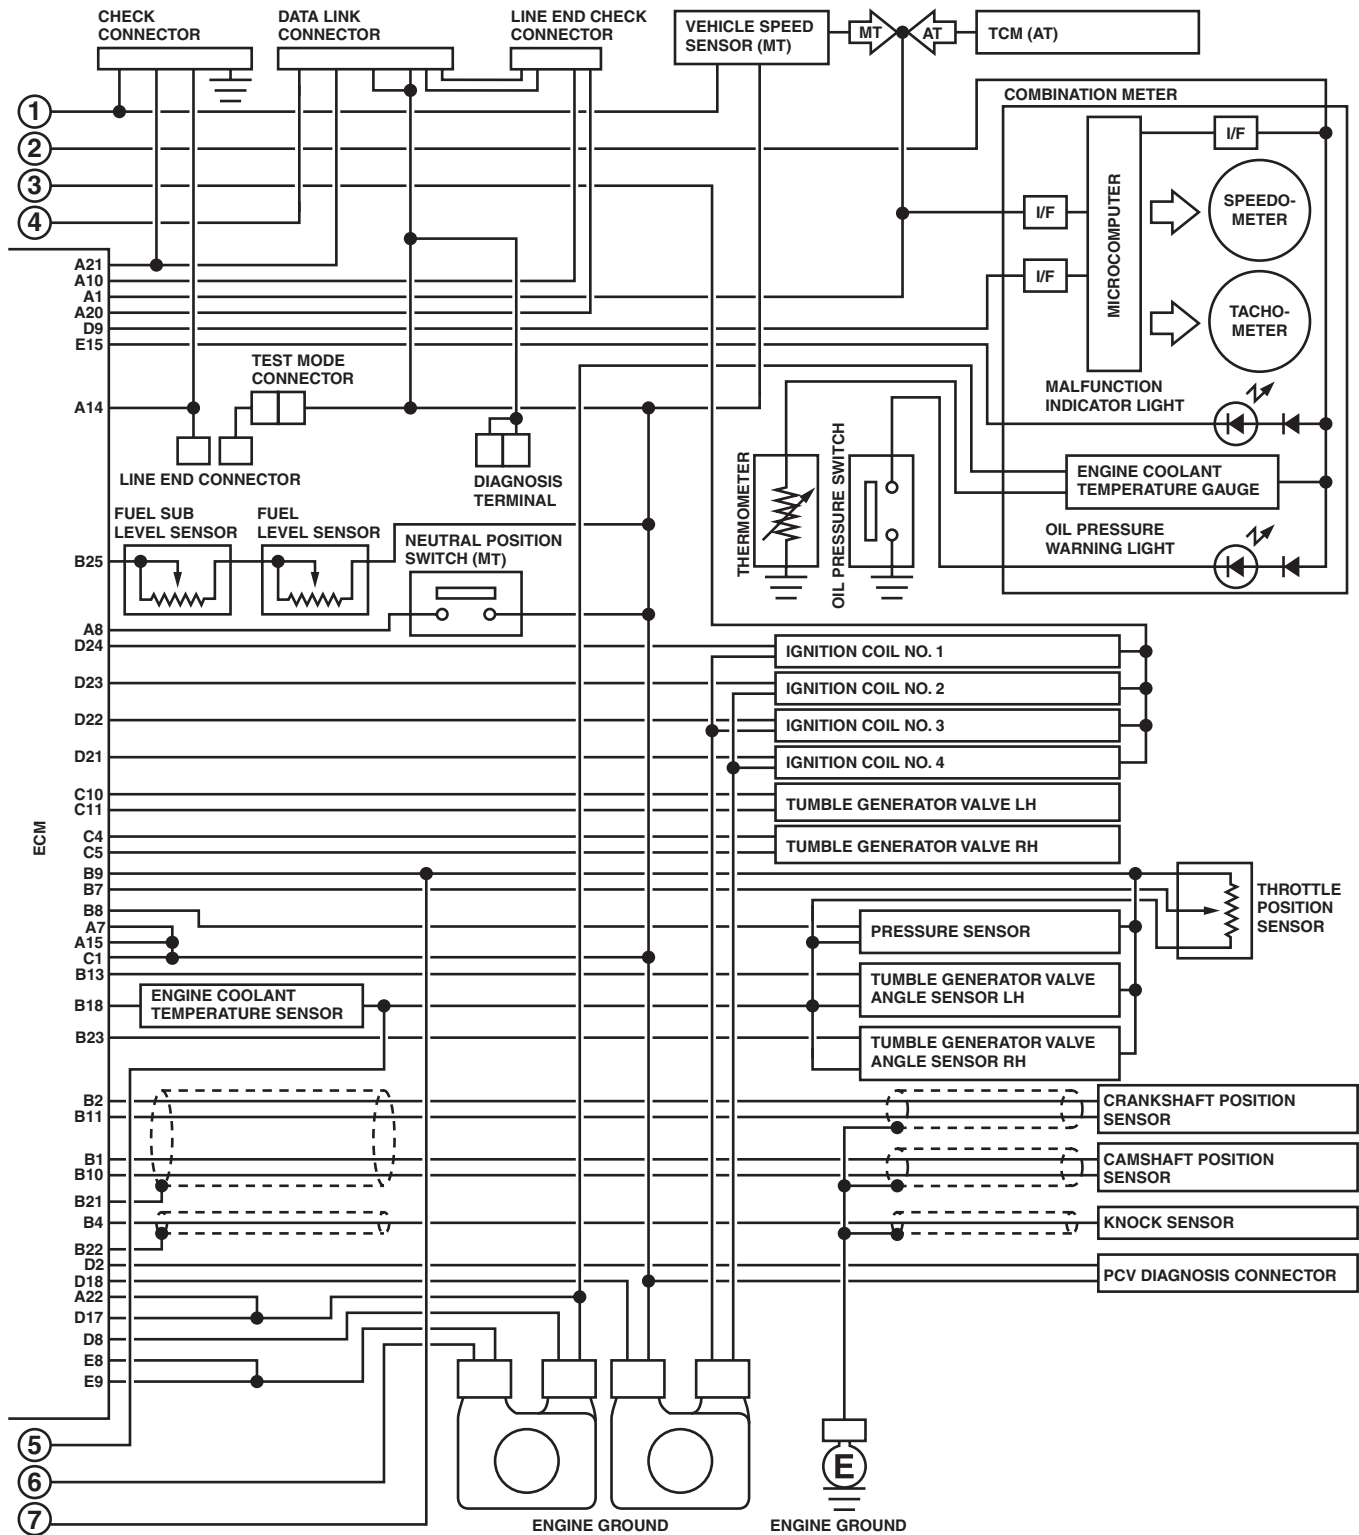 CHECK
CONNECTOR
DATA LINK
CONNECTOR
LINE END CHECK
CONNECTOR
VEHICLE SPEED
SENSOR (MT)
MT
AT
TCM (AT)
COMBINATION METER
1
2
3
4
I/F
I/F
I/F
MICROCOMPUTER
SPEEDO-
METER
TACHO-
METER
A21
A10
A1
A20
D9
E15
A14
TEST MODE
CONNECTOR
LINE END CONNECTOR
DIAGNOSIS
TERMINAL
MALFUNCTION
INDICATOR LIGHT
THERMOMETER
OIL PRESSURE SWITCH
ENGINE COOLANT
TEMPERATURE GAUGE
OIL PRESSURE
WARNING LIGHT
FUEL SUB
LEVEL SENSOR
FUEL
LEVEL SENSOR
NEUTRAL POSITION
SWITCH (MT)
B25
A8
D24
D23
D22
D21
C10
C11
C4
C5
B9
B7
B8
A7
A15
C1
B13
B18
B23
B2
B11
B1
B10
B21
B4
B22
D2
D18
A22
D17
D8
E8
E9
ECM
IGNITION COIL NO. 1
IGNITION COIL NO. 2
IGNITION COIL NO. 3
IGNITION COIL NO. 4
TUMBLE GENERATOR VALVE LH
TUMBLE GENERATOR VALVE RH
THROTTLE
POSITION
SENSOR
PRESSURE SENSOR
TUMBLE GENERATOR VALVE
ANGLE SENSOR LH
ENGINE COOLANT
TEMPERATURE SENSOR
TUMBLE GENERATOR VALVE
ANGLE SENSOR RH
CRANKSHAFT POSITION
SENSOR
CAMSHAFT POSITION
SENSOR
KNOCK SENSOR
PCV DIAGNOSIS CONNECTOR
5
6
7
E
ENGINE GROUND
ENGINE GROUND